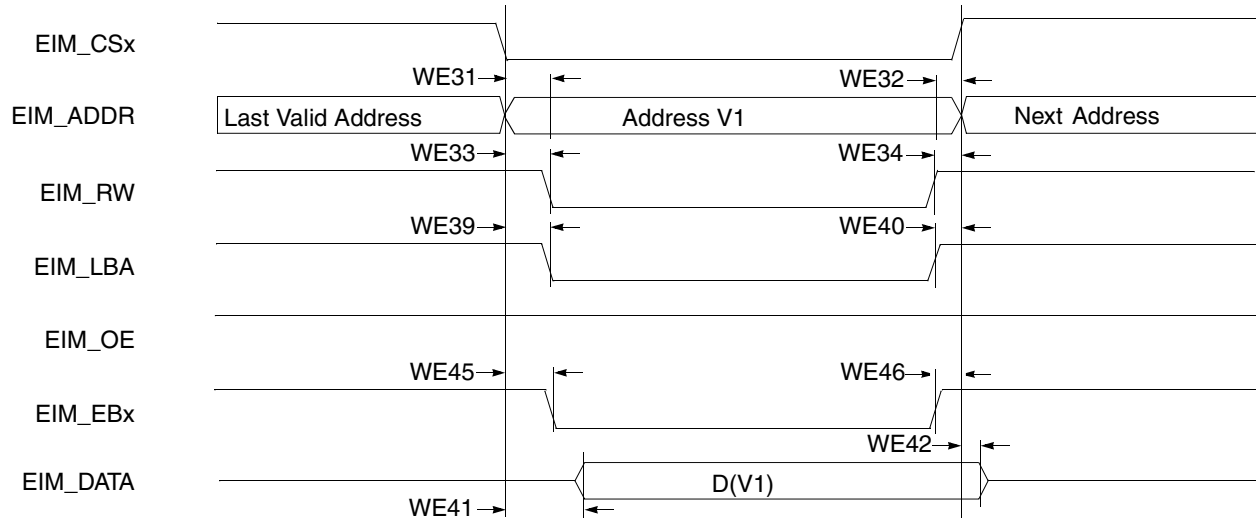 EIM_CSx
WE31
WE32
EIM_ADDR
Last Valid Address
Address V1
Next Address
WE33
WE34
EIM_RW
WE39
WE40
EIM_LBA
EIM_OE
WE45
WE46
EIM_EBx
WE42
EIM_DATA
D(V1)
WE41